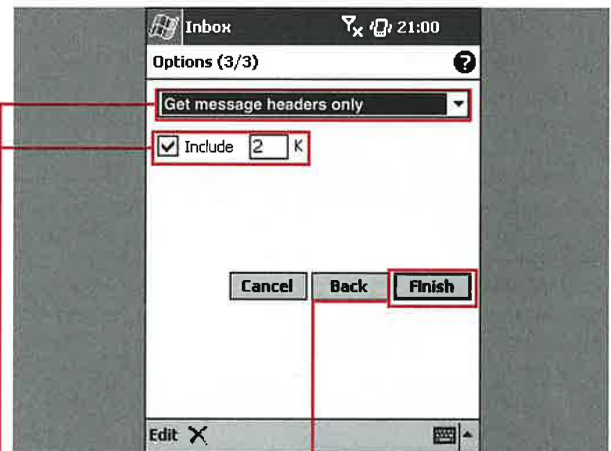 Inbox 21:00
Options (3/3) ?
Get message headers only
Include 2 K
Cancel Back Finish
Edit